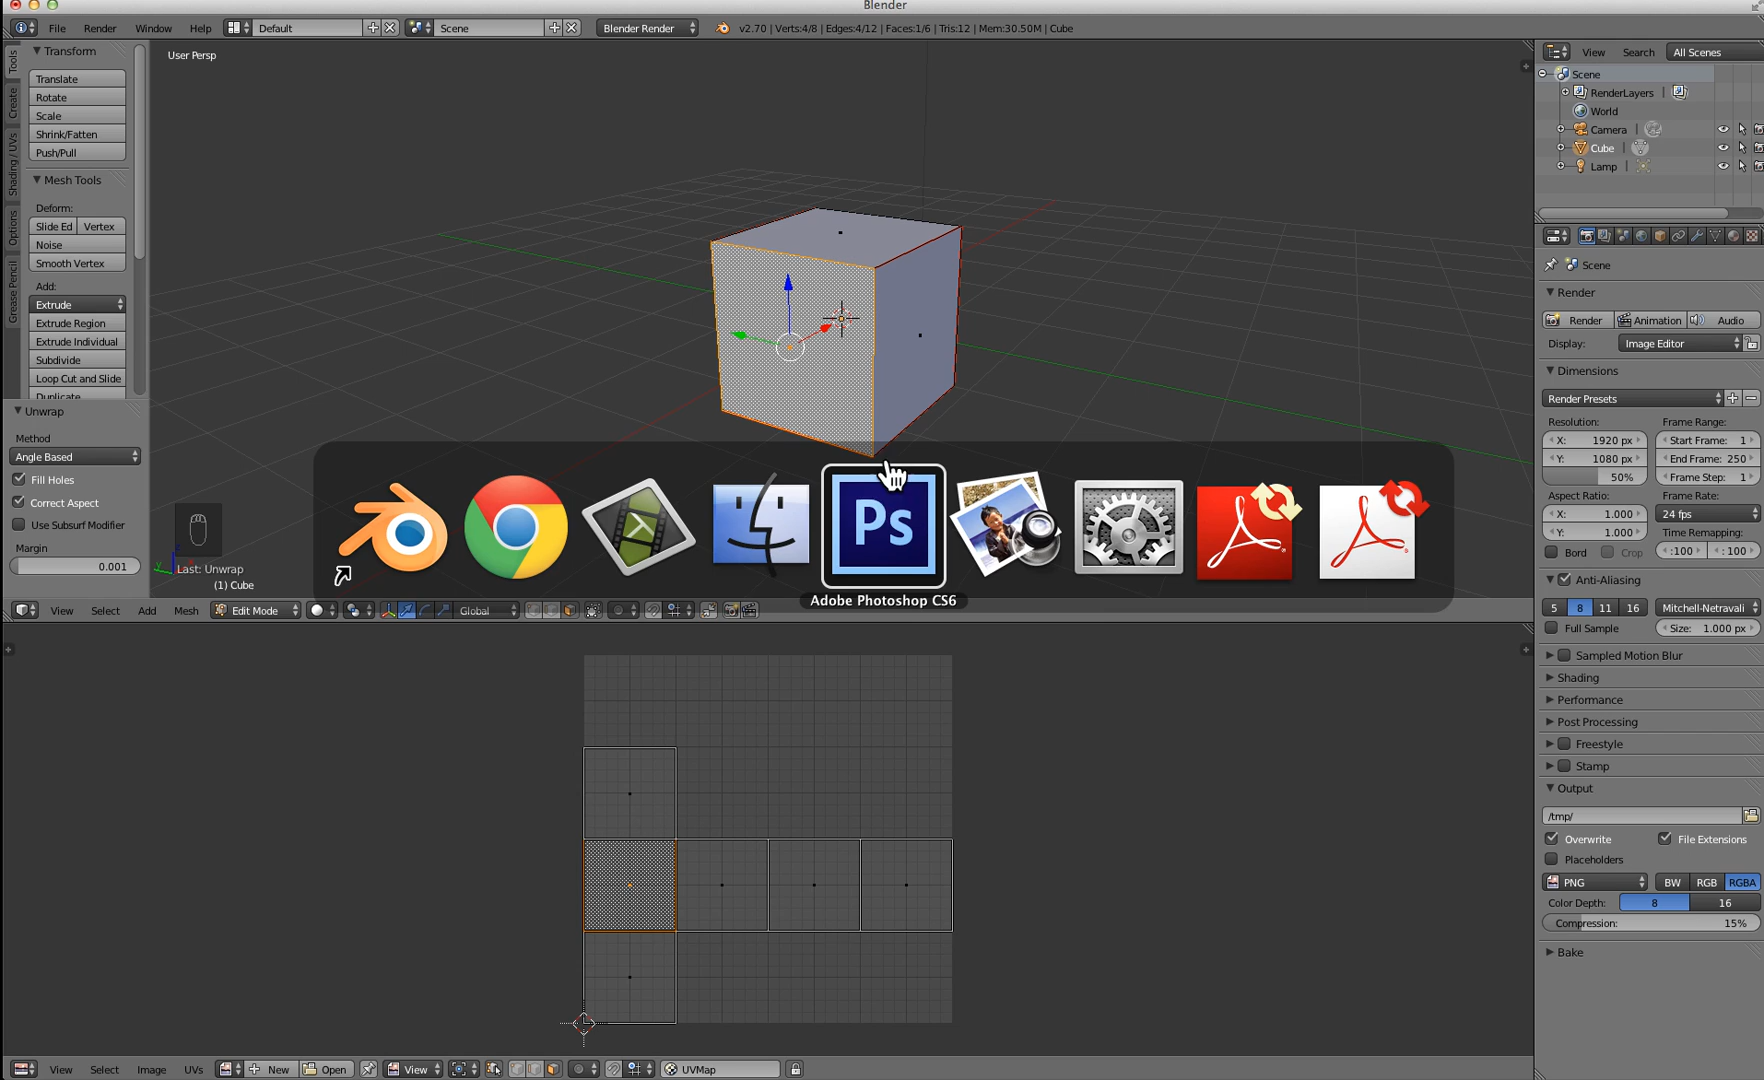 Blender
File Render Window Help Default Scene Blender Render v2.70 | Verts:4/8 | Edges:4/12 | Faces:1/6 | Tris:12 | Mem:30.50M | Cube
Tools
Create
Shading / UVs
Options
Grease Pencil
Transform
Translate
Rotate
Scale
Shrink/Fatten
Push/Pull
Mesh Tools
Deform:
Slide Ed Vertex
Noise
Smooth Vertex
Add:
Extrude
Extrude Region
Extrude Individual
Subdivide
Loop Cut and Slide
Duplicate
Unwrap
Method
Angle Based
Fill Holes
Correct Aspect
Use Subsurf Modifier
Margin
0.001
User Persp
Last: Unwrap
(1) Cube
Ps
Adobe Photoshop CS6
View Select Add Mesh Edit Mode Global
View Select Image UVs New Open View UVMap
View Search All Scenes
Scene
RenderLayers
World
Camera
Cube
Lamp
Scene
Render
Render Animation Audio
Display: Image Editor
Dimensions
Render Presets
Resolution: Frame Range:
X: 1920 px Start Frame: 1
Y: 1080 px End Frame: 250
50% Frame Step: 1
Aspect Ratio: Frame Rate:
X: 1.000 24 fps
Y: 1.000 Time Remapping:
Bord Crop :100 : 100
Anti-Aliasing
5 8 11 16 Mitchell-Netravali
Full Sample Size: 1.000 px
Sampled Motion Blur
Shading
Performance
Post Processing
Freestyle
Stamp
Output
/tmp/
Overwrite File Extensions
Placeholders
PNG BW RGB RGBA
Color Depth: 8 16
Compression: 15%
Bake